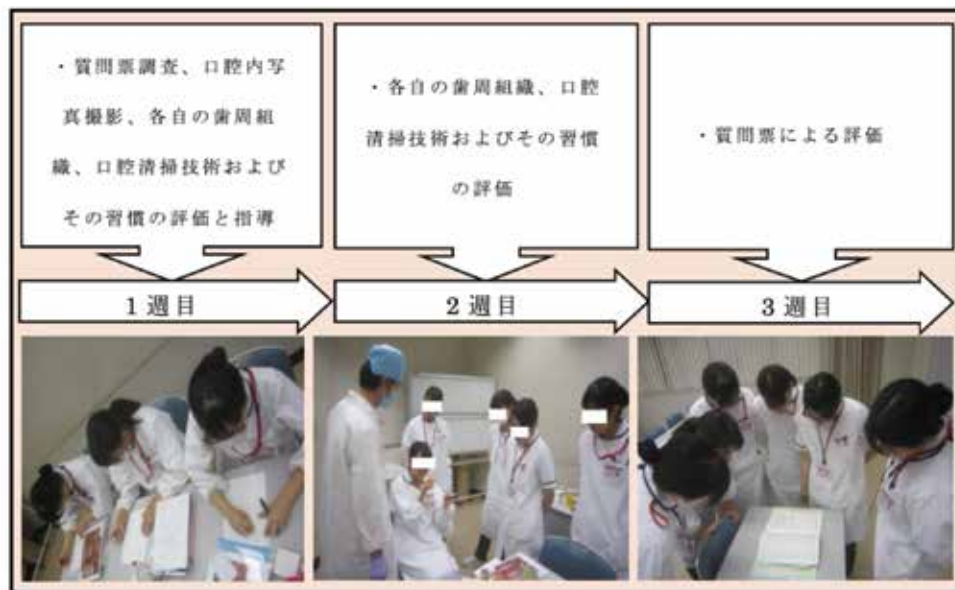 ・質問票調査、口腔内写
真撮影、各自の歯周組
織、口腔清掃技術および
その習慣の評価と指導
・各自の歯周組織、口腔
清掃技術およびその習慣
の評価
・質問票による評価
1週目
2週目
3週目